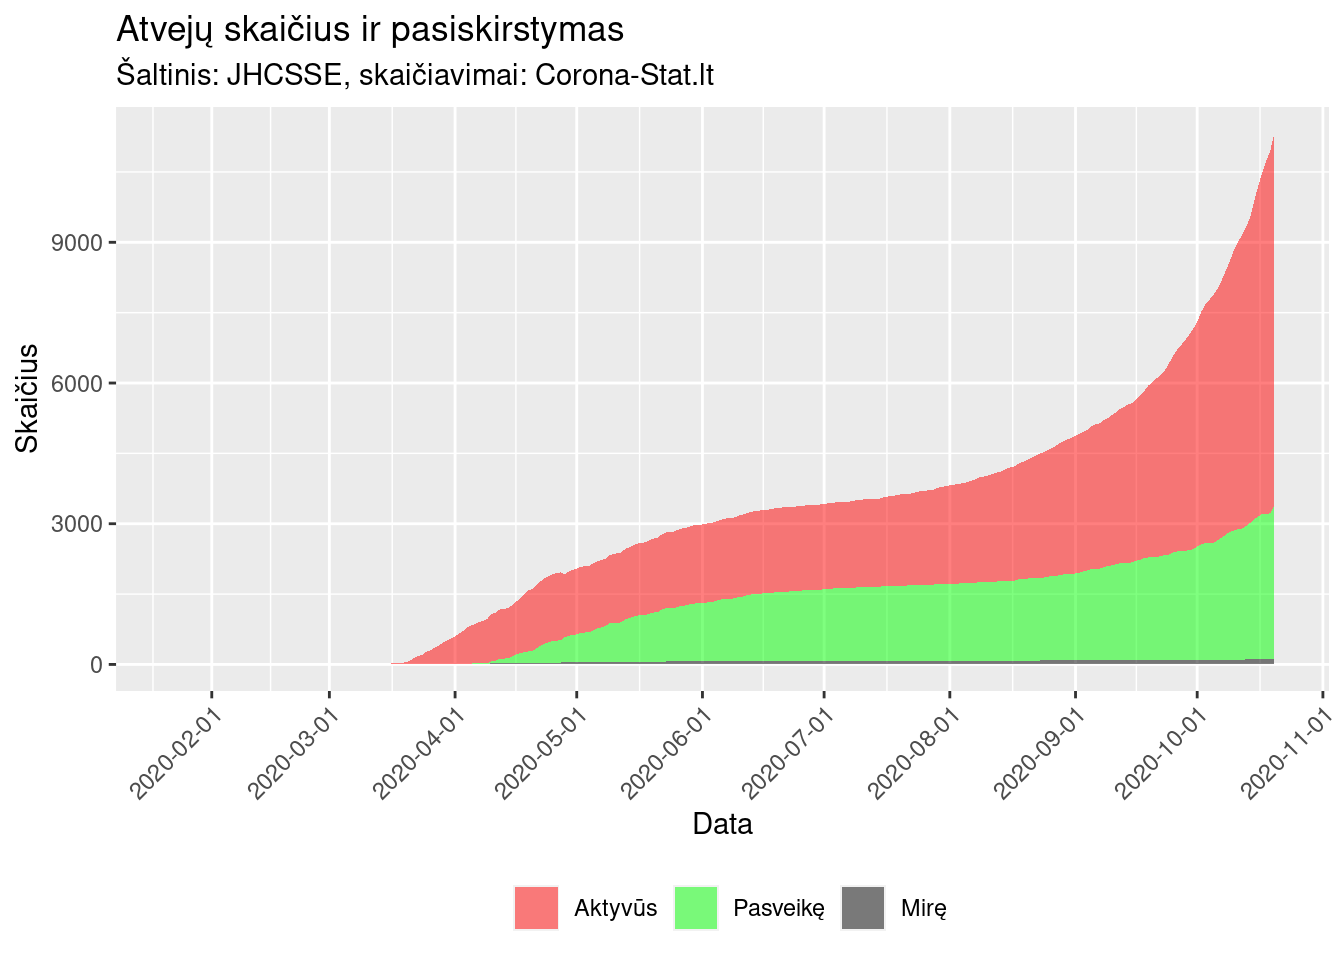 Atvejų skaičius ir pasiskirstymas
Šaltinis: JHCSSE, skaičiavimai: Corona-Stat.lt
Skaičius
9000
6000
3000
0
2020-02-01
2020-03-01
2020-04-01
2020-05-01
2020-06-01
2020-07-01
2020-08-01
2020-09-01
2020-10-01
2020-11-01
Data
Aktyvūs
Pasveikę
Mirę